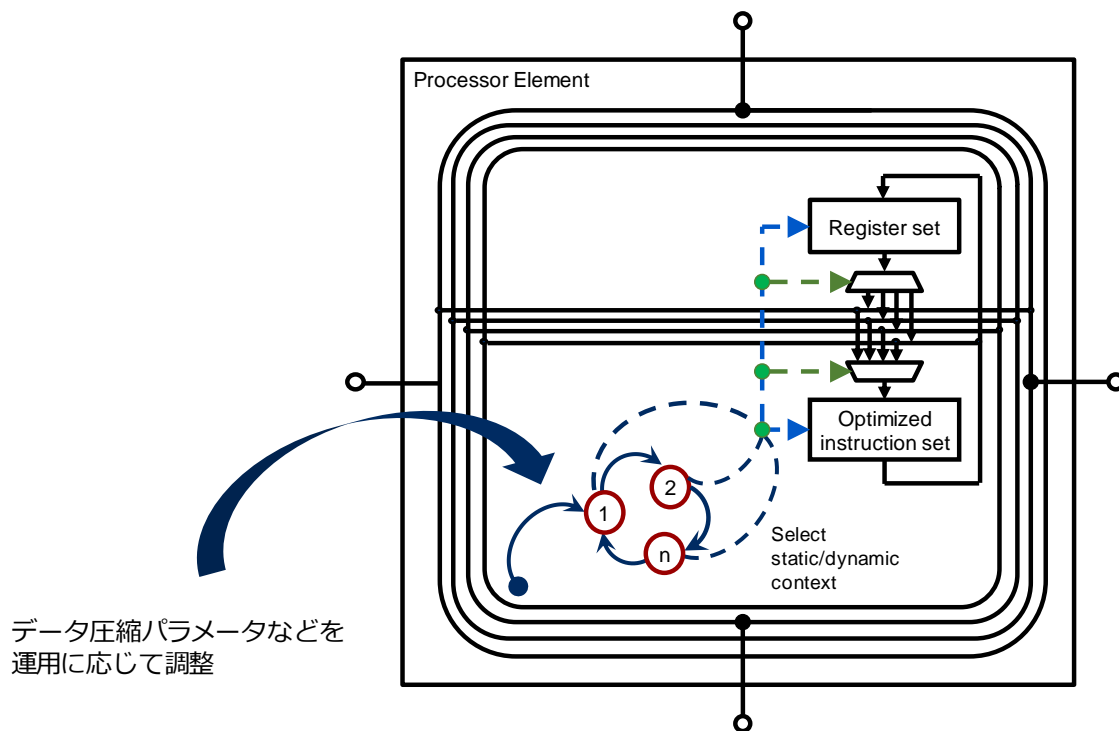 Processor Element
Register set
Optimized
instruction set
1
2
n
Select
static/dynamic
context
データ圧縮パラメータなどを
運用に応じて調整